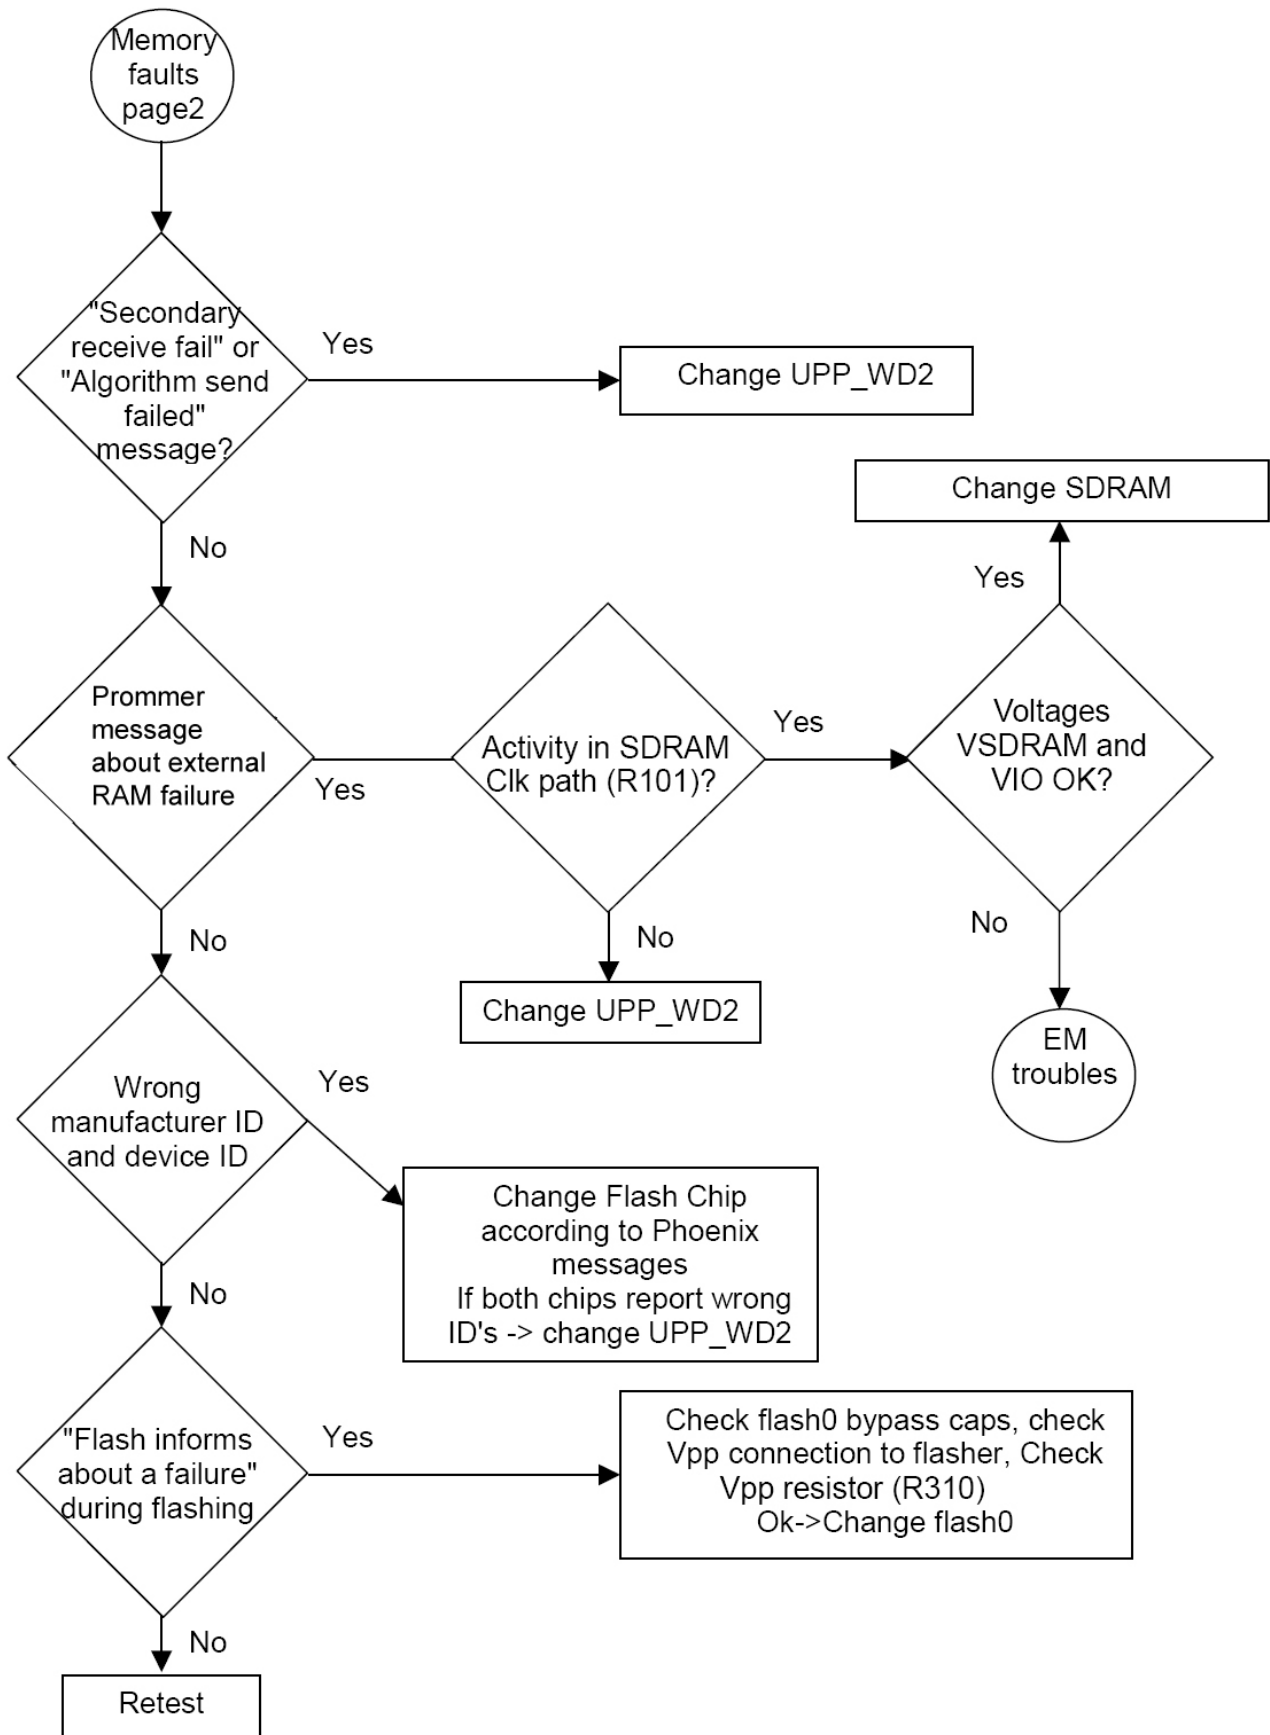 Memory
faults
page2
"Secondary
receive fail" or
"Algorithm send
failed"
message?
Yes
Change UPP_WD2
No
Change SDRAM
Yes
Prommer
message
about external
RAM failure
Yes
Activity in SDRAM
Clk path (R101)?
Yes
Voltages
VSDRAM and
VIO OK?
No
No
Change UPP_WD2
No
EM
troubles
Wrong
manufacturer ID
and device ID
Yes
Change Flash Chip
according to Phoenix
messages
If both chips report wrong
ID's -> change UPP_WD2
No
"Flash informs
about a failure"
during flashing
Yes
Check flash0 bypass caps, check
Vpp connection to flasher, Check
Vpp resistor (R310)
Ok->Change flash0
No
Retest